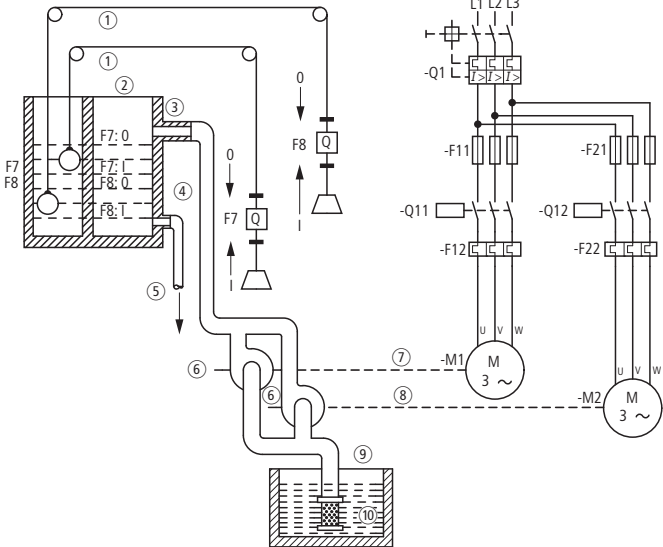 L1 L2 L3
①
①
-Q1
I> I> I>
②
③
0
F8
Q
I
F7: 0
F7: I
F8: 0
F8: I
F7
F8
④
0
F7
Q
I
⑤
-F11
-F21
-Q11
-Q12
-F12
-F22
U V W
U V W
⑥
⑦
-M1
M
3 ~
⑥
⑧
-M2
M
3 ~
⑨
⑩